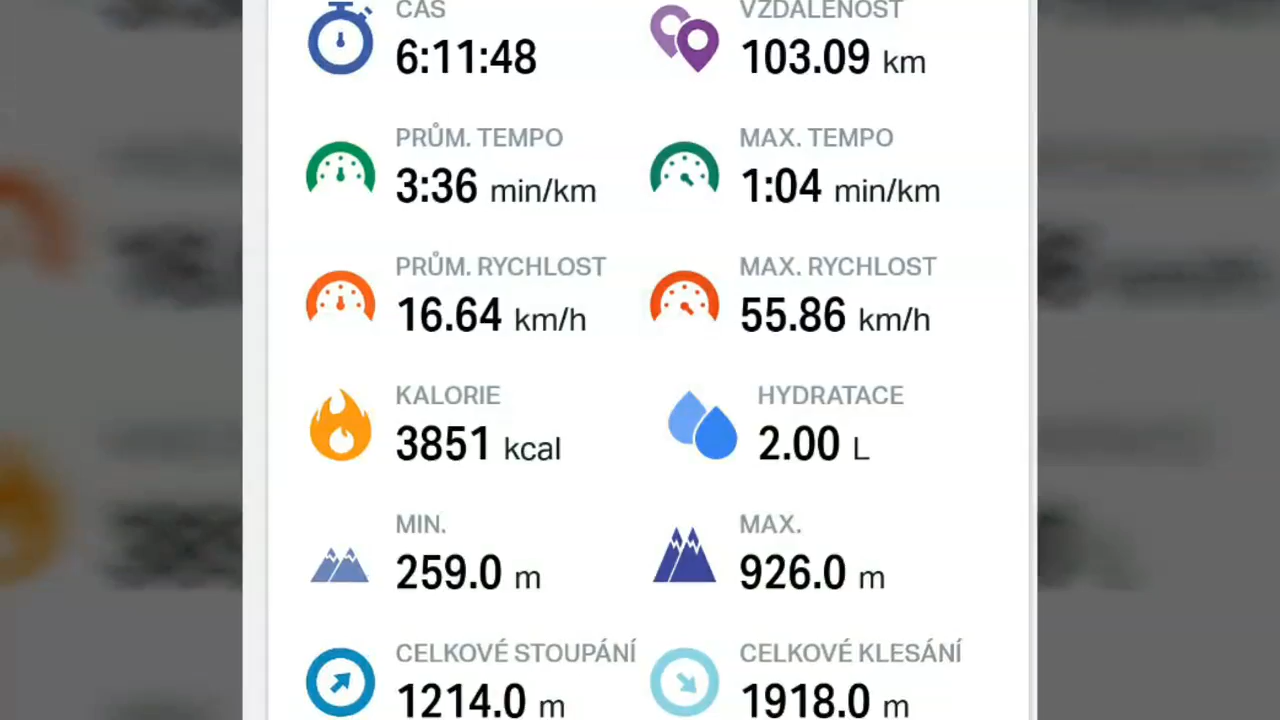 ČAS VZDÁLENOST
6:11:48 103.09 km
PRŮM. TEMPO MAX. TEMPO
3:36 min/km 1:04 min/km
PRŮM. RYCHLOST MAX. RYCHLOST
16.64 km/h 55.86 km/h
KALORIE HYDRATACE
3851 kcal 2.00 L
MIN. MAX.
259.0 m 926.0 m
CELKOVÉ STOUPÁNÍ CELKOVÉ KLESÁNÍ
1214.0 m 1918.0 m